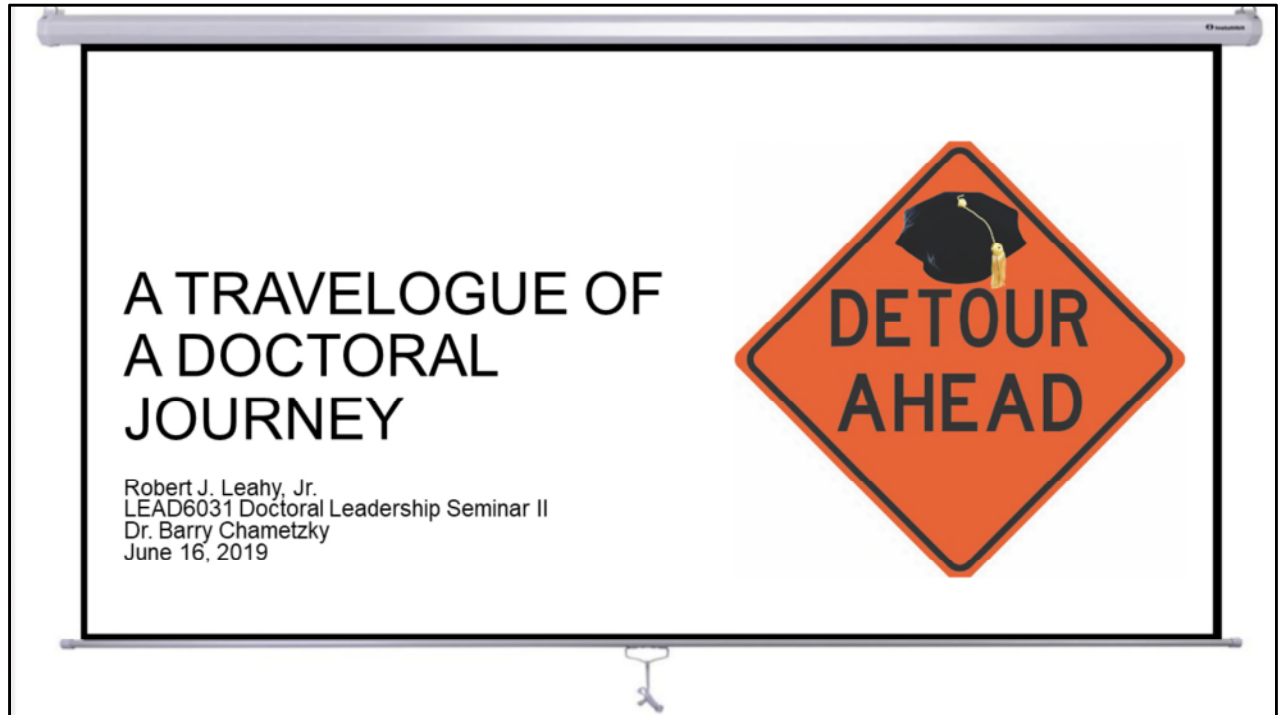 A TRAVELOGUE OF
A DOCTORAL
JOURNEY
Robert J. Leahy, Jr.
LEAD6031 Doctoral Leadership Seminar II
Dr. Barry Chametzky
June 16, 2019
DETOUR
AHEAD